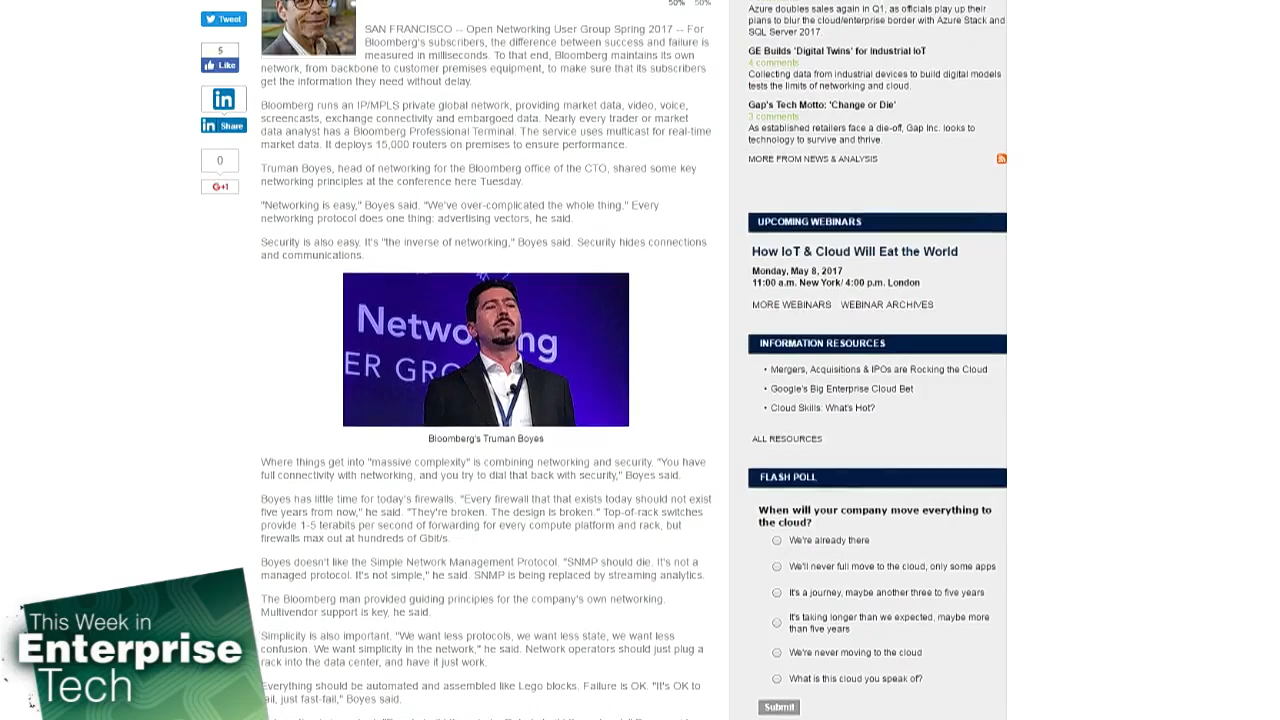 Tweet
5
Like
in
in Share
0
G+1
50% 50%
SAN FRANCISCO -- Open Networking User Group Spring 2017 -- For
Bloomberg's subscribers, the difference between success and failure is
measured in milliseconds. To that end, Bloomberg maintains its own
network, from backbone to customer premises equipment, to make sure that its subscribers
get the information they need without delay.
Bloomberg runs an IP/MPLS private global network, providing market data, video, voice,
screencasts, exchange connectivity and embargoed data. Nearly every trader or market
data analyst has a Bloomberg Professional Terminal. The service uses multicast for real-time
market data. It deploys 15,000 routers on premises to ensure performance.
Truman Boyes, head of networking for the Bloomberg office of the CTO, shared some key
networking principles at the conference here Tuesday.
"Networking is easy," Boyes said. "We've over-complicated the whole thing." Every
networking protocol does one thing: advertising vectors, he said.
Security is also easy. It's "the inverse of networking," Boyes said. Security hides connections
and communications.
Netwo ng
ER GRO
Bloomberg's Truman Boyes
Where things get into "massive complexity" is combining networking and security. "You have
full connectivity with networking, and you try to dial that back with security," Boyes said.
Boyes has little time for today's firewalls. "Every firewall that that exists today should not exist
five years from now," he said. "They're broken. The design is broken." Top-of-rack switches
provide 1-5 terabits per second of forwarding for every compute platform and rack, but
firewalls max out at hundreds of Gbit/s.
Boyes doesn't like the Simple Network Management Protocol. "SNMP should die. It's not a
managed protocol. It's not simple," he said. SNMP is being replaced by streaming analytics.
The Bloomberg man provided guiding principles for the company's own networking.
Multivendor support is key, he said.
Simplicity is also important. "We want less protocols, we want less state, we want less
confusion. We want simplicity in the network," he said. Network operators should just plug a
rack into the data center, and have it just work.
Everything should be automated and assembled like Lego blocks. Failure is OK. "It's OK to
fail, just fast-fail," Boyes said.
Azure doubles sales again in Q1, as officials play up their
plans to blur the cloud/enterprise border with Azure Stack and
SQL Server 2017.
GE Builds 'Digital Twins' for Industrial IoT
4 comments
Collecting data from industrial devices to build digital models
tests the limits of networking and cloud.
Gap's Tech Motto: 'Change or Die'
3 comments
As established retailers face a die-off, Gap Inc. looks to
technology to survive and thrive.
MORE FROM NEWS & ANALYSIS
UPCOMING WEBINARS
How IoT & Cloud Will Eat the World
Monday, May 8, 2017
11:00 a.m. New York/ 4:00 p.m. London
MORE WEBINARS WEBINAR ARCHIVES
INFORMATION RESOURCES
• Mergers, Acquisitions & IPOs are Rocking the Cloud
• Google's Big Enterprise Cloud Bet
• Cloud Skills: What's Hot?
ALL RESOURCES
FLASH POLL
When will your company move everything to
the cloud?
We're already there
We'll never full move to the cloud, only some apps
It's a journey, maybe another three to five years
It's taking longer than we expected, maybe more
than five years
We're never moving to the cloud
What is this cloud you speak of?
Submit
This Week in
Enterprise
Tech